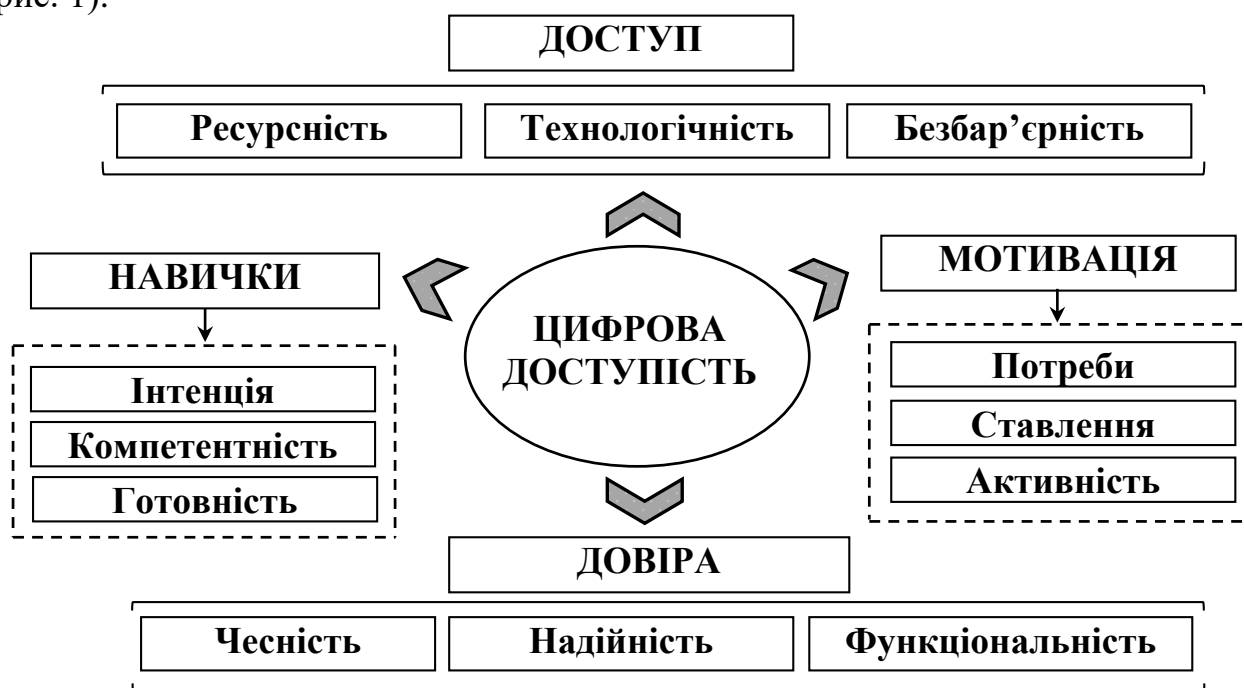 рис. 1).
ДОСТУП
Ресурсність Технологічність Безбар’єрність
НАВИЧКИ
Інтенція
Компетентність
Готовність
ЦИФРОВА
ДОСТУПІСТЬ
МОТИВАЦІЯ
Потреби
Ставлення
Активність
ДОВІРА
Чесність Надійність Функціональність